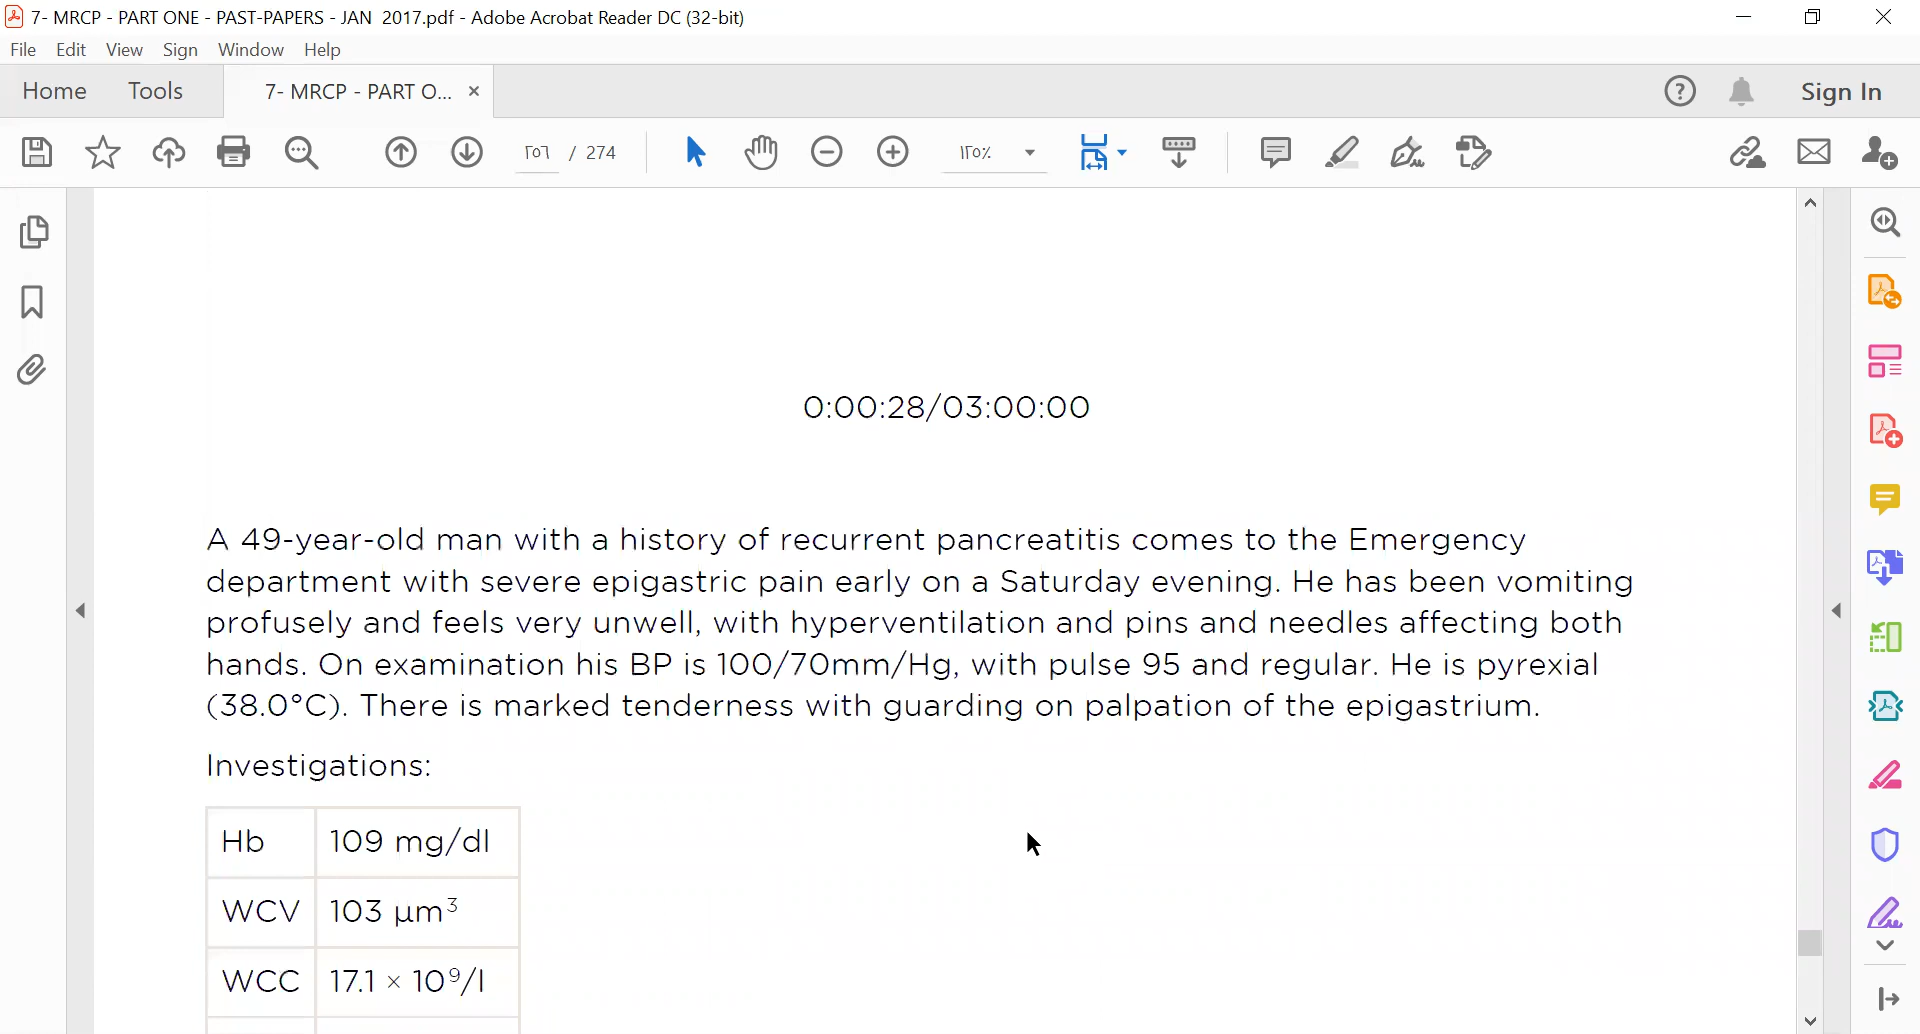 7- MRCP - PART ONE - PAST-PAPERS - JAN 2017.pdf - Adobe Acrobat Reader DC (32-bit)
File Edit View Sign Window Help
Home Tools 7- MRCP - PART O... × Sign In
٢٥٦ / 274 ١٢٥٪
0:00:28/03:00:00
A 49-year-old man with a history of recurrent pancreatitis comes to the Emergency
department with severe epigastric pain early on a Saturday evening. He has been vomiting
profusely and feels very unwell, with hyperventilation and pins and needles affecting both
hands. On examination his BP is 100/70mm/Hg, with pulse 95 and regular. He is pyrexial
(38.0°C). There is marked tenderness with guarding on palpation of the epigastrium.
Investigations:
Hb 109 mg/dl
WCV 103 µm³
WCC 17.1 × 10⁹/l